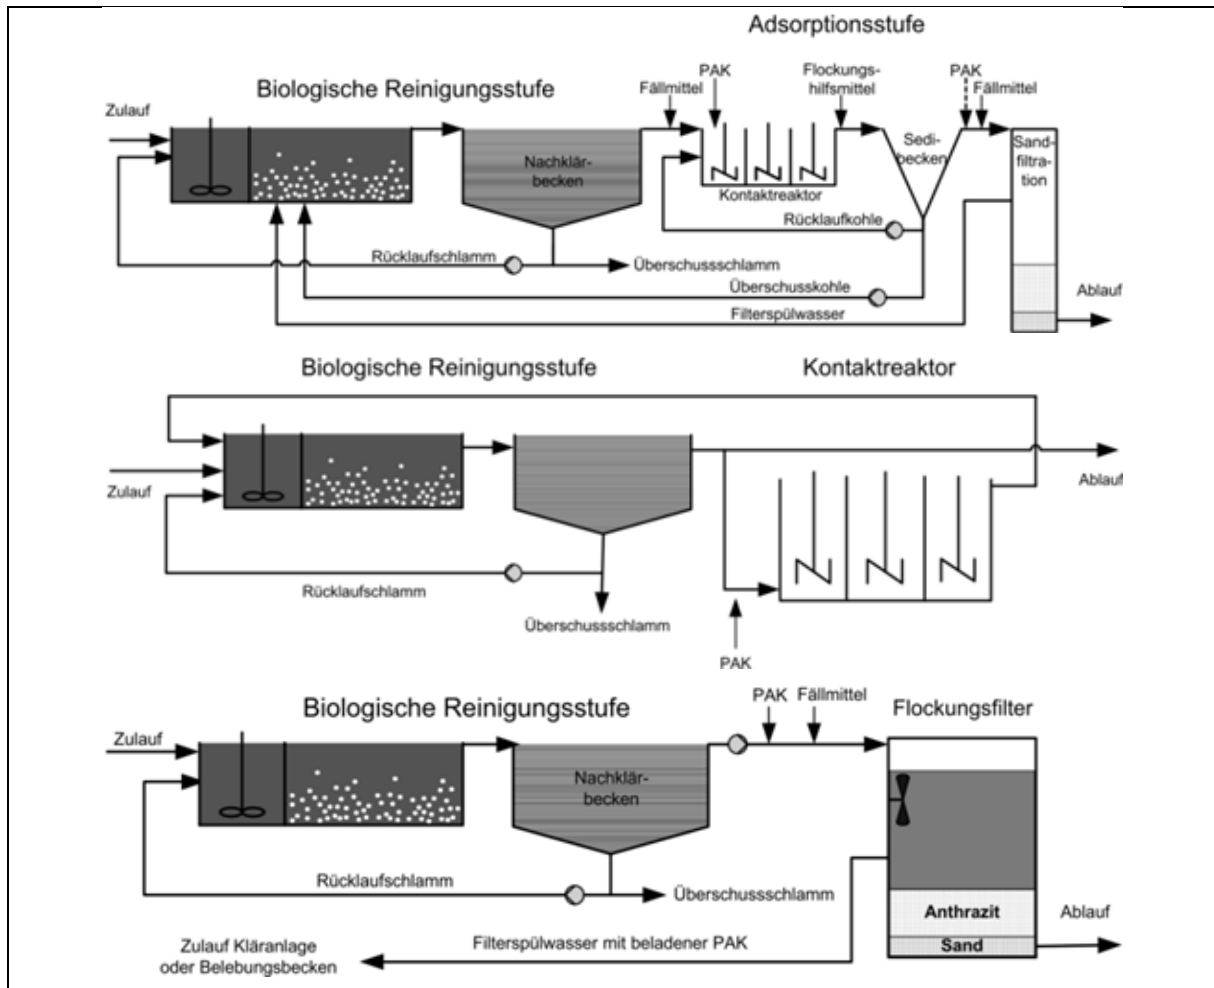 Adsorptionsstufe
Biologische Reinigungsstufe
Zulauf
Fällmittel
PAK
Flockungs-
hilfsmittel
PAK
Fällmittel
Nachklär-
becken
Kontaktreaktor
Sedi-
becken
Sand-
filtra-
tion
Rücklaufkohle
Rücklaufschlamm
Überschussschlamm
Überschusskohle
Filterspülwasser
Ablauf
Biologische Reinigungsstufe
Kontaktreaktor
Zulauf
Ablauf
Rücklaufschlamm
Überschussschlamm
PAK
Biologische Reinigungsstufe
PAK
Fällmittel
Flockungsfilter
Zulauf
Nachklär-
becken
Rücklaufschlamm
Überschussschlamm
Anthrazit
Sand
Ablauf
Zulauf Kläranlage
oder Belebungsbecken
Filterspülwasser mit beladener PAK